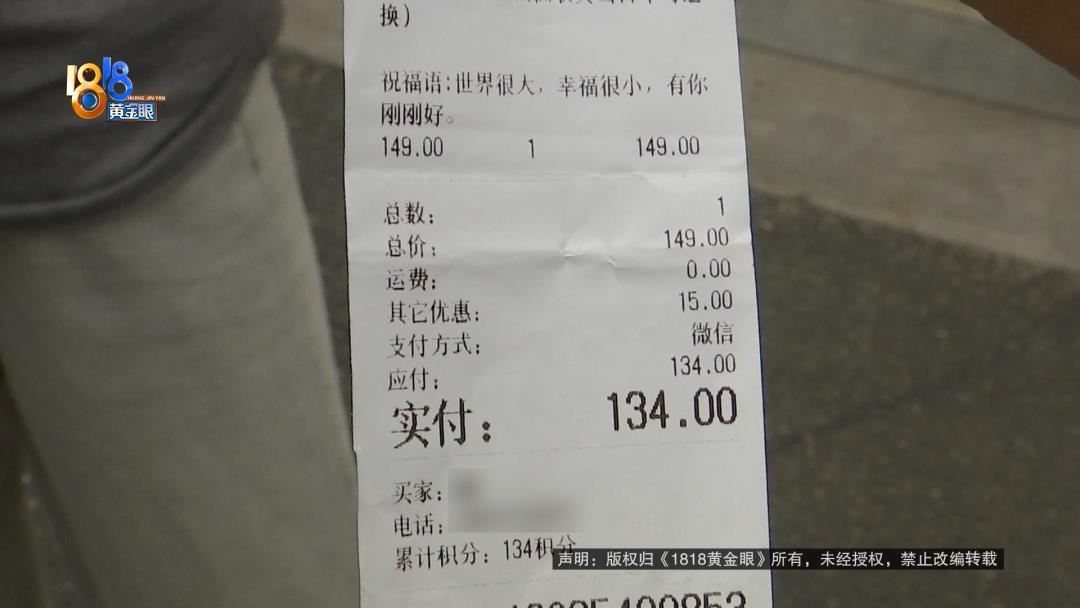 换）
1818
HUANG JIN YAN
黄金眼
祝福语:世界很大，幸福很小，有你
刚刚好。
149.00 1 149.00
总数: 1
总价: 149.00
运费: 0.00
其它优惠: 15.00
支付方式: 微信
应付: 134.00
实付: 134.00
买家:
电话:
累计积分: 134积分
声明：版权归《1818黄金眼》所有，未经授权，禁止改编转载